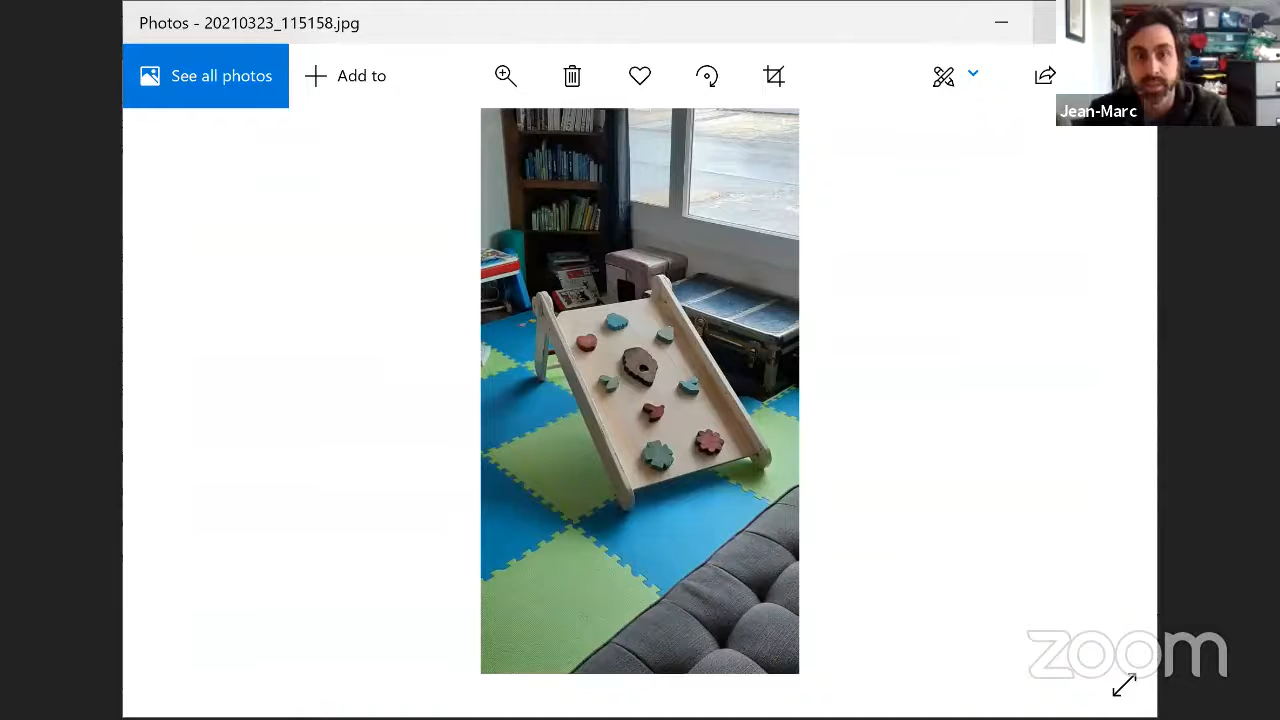 Photos - 20210323_115158.jpg
See all photos
Add to
Jean-Marc
zoom